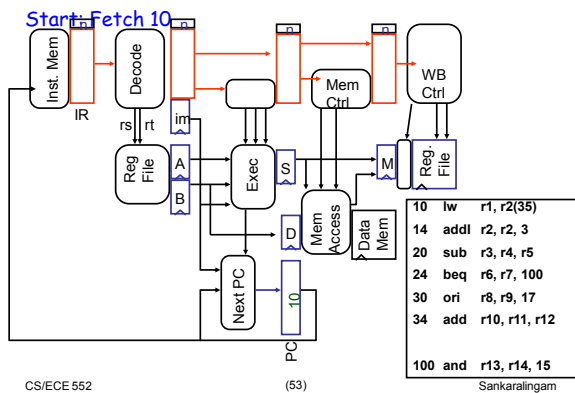 Start: Fetch 10
n
n
n
n
Inst. Mem
Decode
Mem
Ctrl
WB
Ctrl
IR
rs
rt
im
Reg
File
A
B
Exec
S
M
Reg.
File
D
Mem
Access
Data
Mem
Next PC
10
PC
10 lw r1, r2(35)
14 addI r2, r2, 3
20 sub r3, r4, r5
24 beq r6, r7, 100
30 ori r8, r9, 17
34 add r10, r11, r12
100 and r13, r14, 15
CS/ECE 552
(53)
Sankaralingam